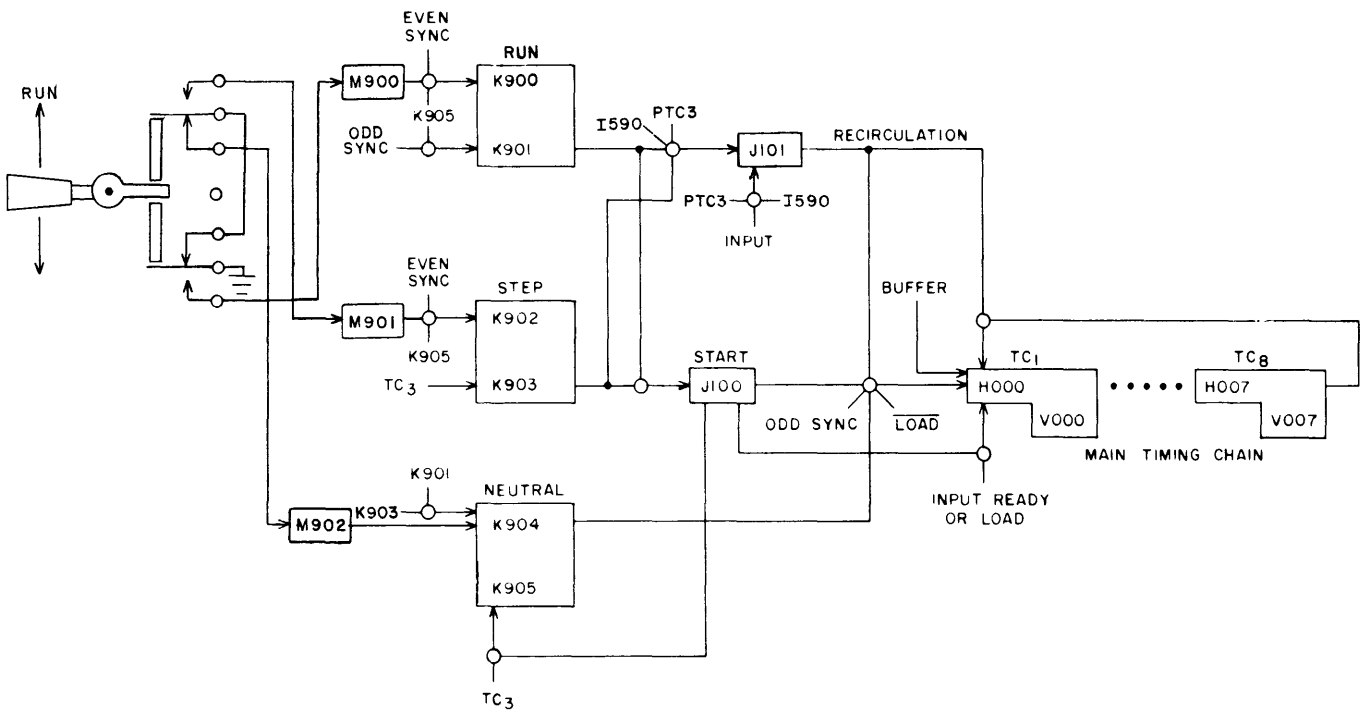 RUN
EVEN
SYNC
M900
K905
ODD
SYNC
RUN
K900
K901
I590
PTC3
J101
RECIRCULATION
PTC3
I590
INPUT
EVEN
SYNC
M901
K905
TC3
STEP
K902
K903
START
J100
BUFFER
ODD SYNC
LOAD
TC1
H000
V000
TC8
H007
V007
MAIN TIMING CHAIN
INPUT READY
OR LOAD
K901
K903
M902
NEUTRAL
K904
K905
TC3